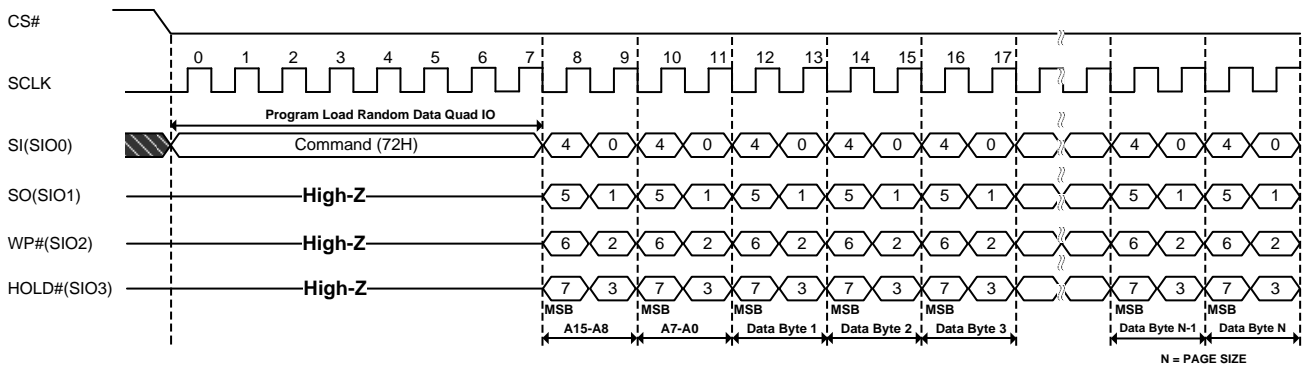 CS#
0 1 2 3 4 5 6 7 8 9 10 11 12 13 14 15 16 17
SCLK
Program Load Random Data Quad IO
SI(SIO0) Command (72H) 4 0 4 0 4 0 4 0 4 0 4 0 4 0
SO(SIO1) High-Z 5 1 5 1 5 1 5 1 5 1 5 1 5 1
WP#(SIO2) High-Z 6 2 6 2 6 2 6 2 6 2 6 2 6 2
HOLD#(SIO3) High-Z 7 3 7 3 7 3 7 3 7 3 7 3 7 3
MSB MSB MSB MSB MSB MSB MSB
A15-A8 A7-A0 Data Byte 1 Data Byte 2 Data Byte 3 Data Byte N-1 Data Byte N
N = PAGE SIZE